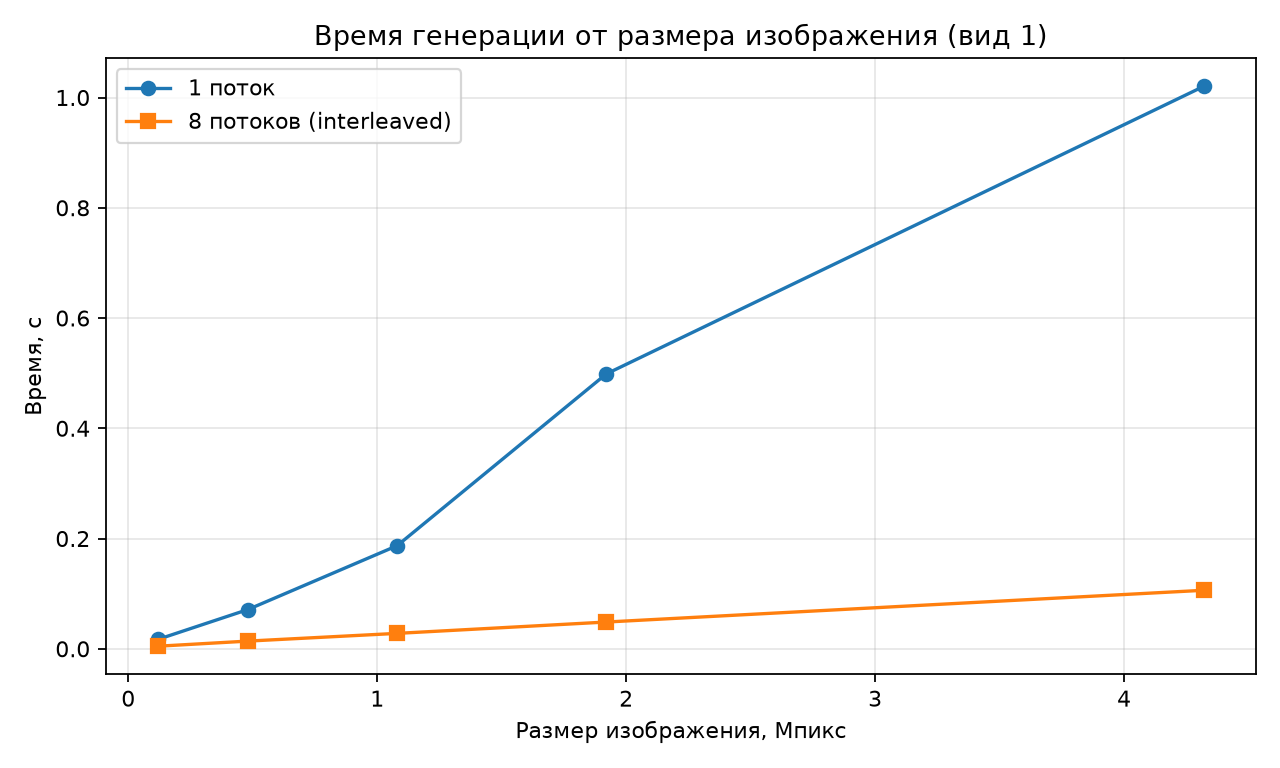 Время генерации от размера изображения (вид 1)
1 поток
8 потоков (interleaved)
1.0
0.8
0.6
0.4
0.2
0.0
Время, с
0 1 2 3 4
Размер изображения, Мпикс